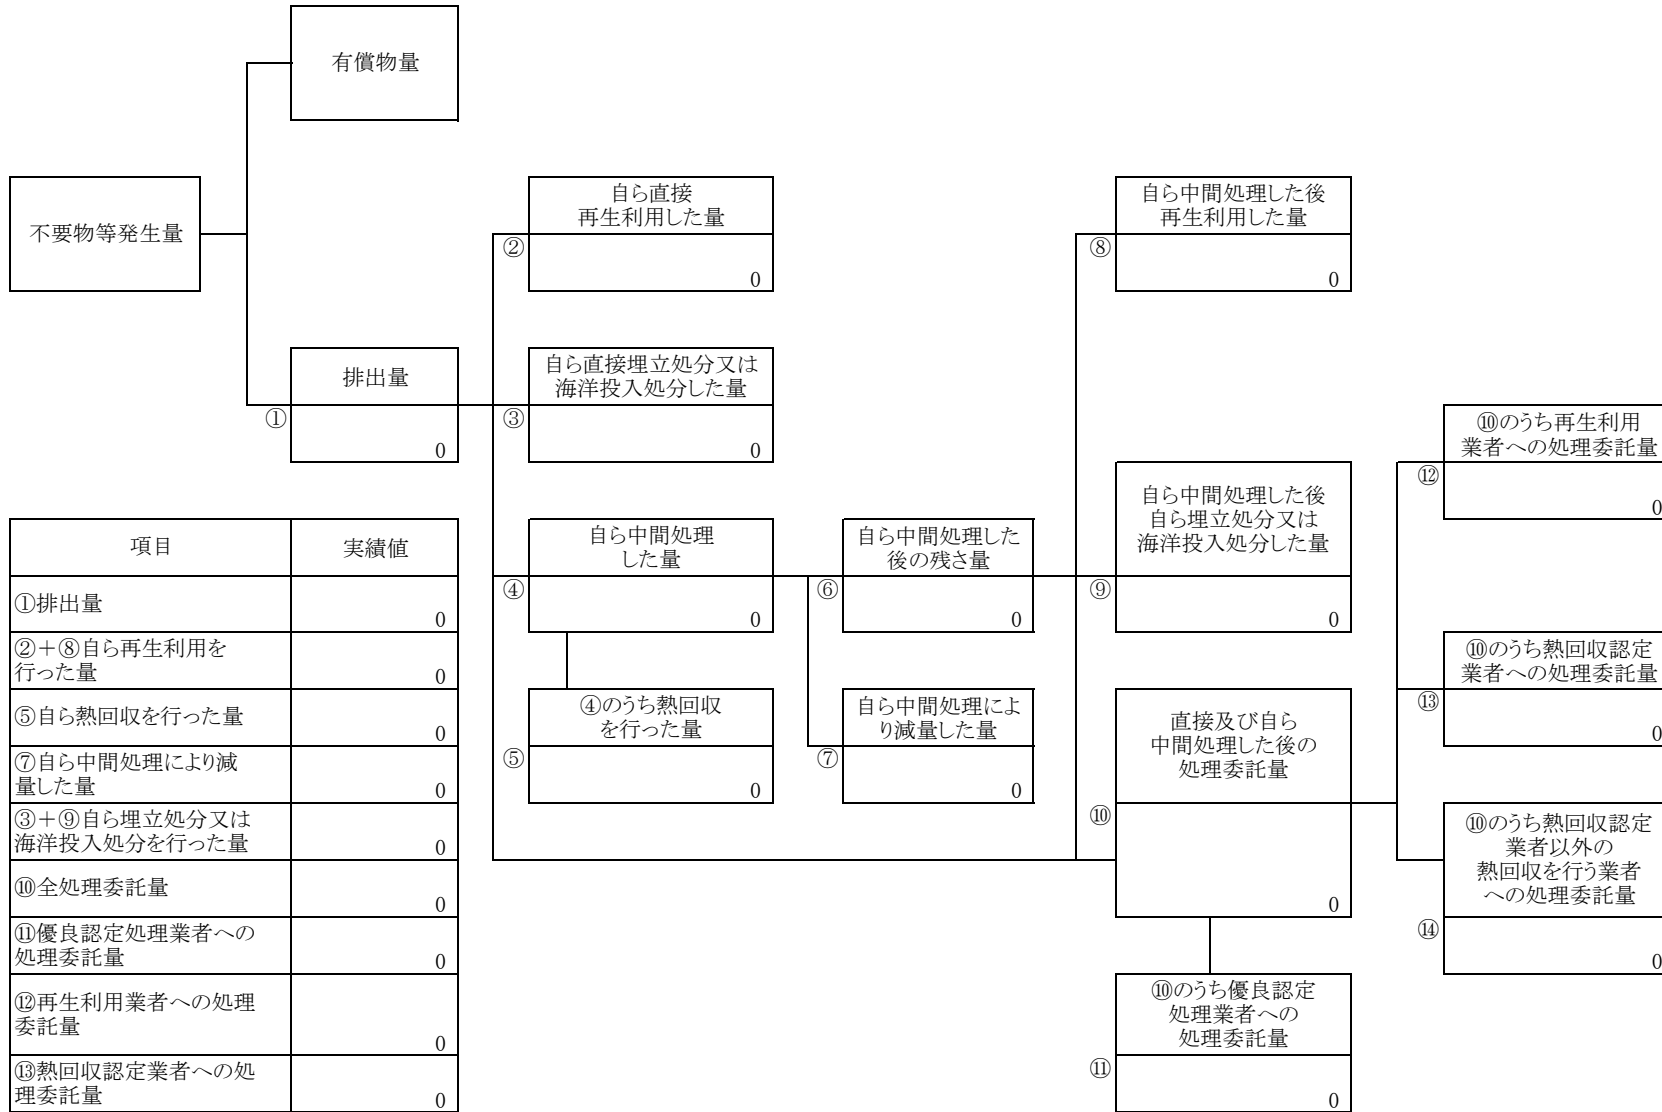 有償物量
不要物等発生量
自ら直接
再生利用した量
②
0
自ら中間処理した後
再生利用した量
⑧
0
排出量
①
0
自ら直接埋立処分又は
海洋投入処分した量
③
0
⑩のうち再生利用
業者への処理委託量
⑫
0
自ら中間処理
した量
④
0
自ら中間処理した
後の残さ量
⑥
0
自ら中間処理した後
自ら埋立処分又は
海洋投入処分した量
⑨
0
⑩のうち熱回収認定
業者への処理委託量
⑬
0
④のうち熱回収
を行った量
⑤
0
自ら中間処理によ
り減量した量
⑦
0
直接及び自ら
中間処理した後の
処理委託量
⑩
0
⑩のうち熱回収認定
業者以外の
熱回収を行う業者
への処理委託量
⑭
0
⑩のうち優良認定
処理業者への
処理委託量
⑪
0
項目 実績値
①排出量
0
②+⑧自ら再生利用を
行った量 0
⑤自ら熱回収を行った量
0
⑦自ら中間処理により減
量した量 0
③+⑨自ら埋立処分又は
海洋投入処分を行った量 0
⑩全処理委託量
0
⑪優良認定処理業者への
処理委託量 0
⑫再生利用業者への処理
委託量
0
⑬熱回収認定業者への処
理委託量 0